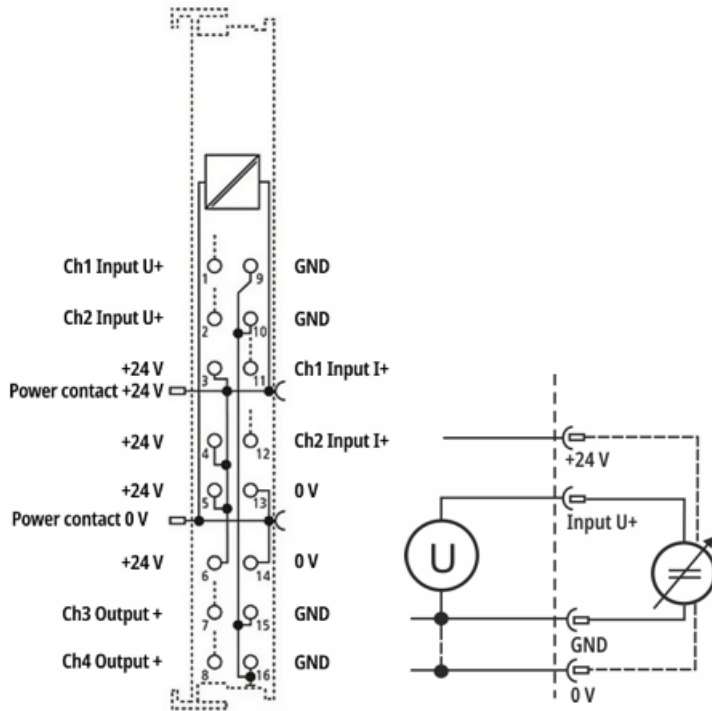 Ch1 Input U+ 1 9 GND
Ch2 Input U+ 2 10 GND
+24 V 3 11 Ch1 Input I+
Power contact +24 V
+24 V 4 12 Ch2 Input I+
+24 V 5 13 0 V
Power contact 0 V
+24 V 6 14 0 V
Ch3 Output + 7 15 GND
Ch4 Output + 8 16 GND
+24 V
Input U+
U
GND
0 V